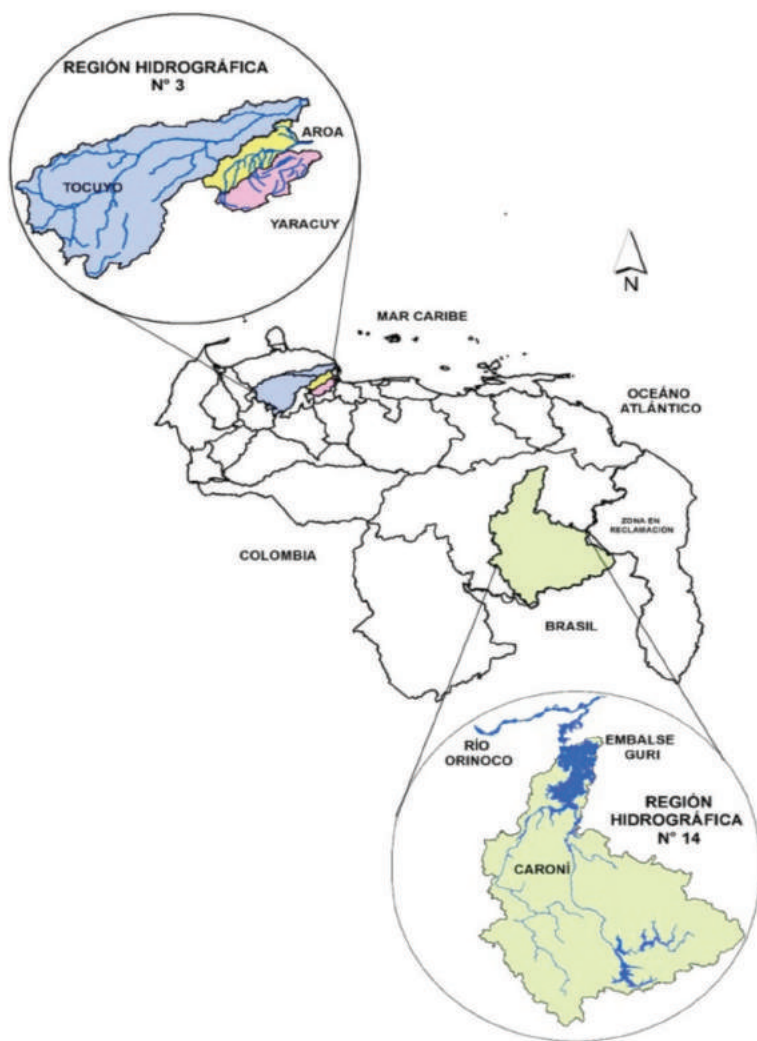 REGIÓN HIDROGRÁFICA
N° 3
AROA
TOCUYO
YARACUY
N
MAR CARIBE
OCEÁNO
ATLÁNTICO
ZONA EN
RECLAMACIÓN
COLOMBIA
BRASIL
RÍO
ORINOCO
EMBALSE
GURI
REGIÓN
HIDROGRÁFICA
N° 14
CARONÍ